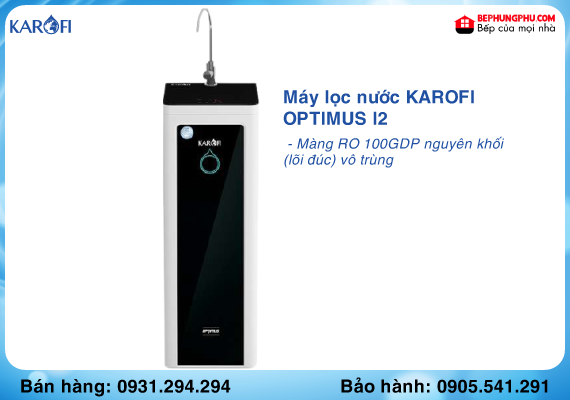 KAROFI
BEPHUNGPHU.COM
Bếp của mọi nhà
Máy lọc nước KAROFI
OPTIMUS I2
- Màng RO 100GDP nguyên khối
(lõi đúc) vô trùng
KAROFI
OPTIMUS
Bán hàng: 0931.294.294
Bảo hành: 0905.541.291